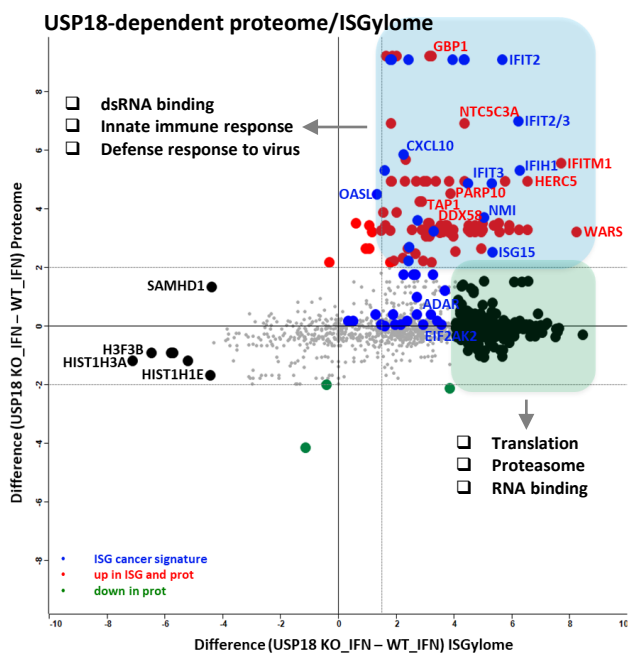 USP18-dependent proteome/ISGylome
GBP1
IFIT2
dsRNA binding
Innate immune response
Defense response to virus
NTC5C3A
IFIT2/3
CXCL10
IFITM1
IFIH1
IFIT3
HERC5
OASL
PARP10
TAP1
NMI
DDX58
WARS
ISG15
SAMHD1
ADAR
EIF2AK2
H3F3B
HIST1H3A
HIST1H1E
Translation
Proteasome
RNA binding
ISG cancer signature
up in ISG and prot
down in prot
8
6
4
2
0
-2
-4
-6
-8
-10
-8
-6
-4
-2
0
2
4
6
8
10
Difference (USP18 KO_IFN – WT_IFN) Proteome
Difference (USP18 KO_IFN – WT_IFN) ISGylome